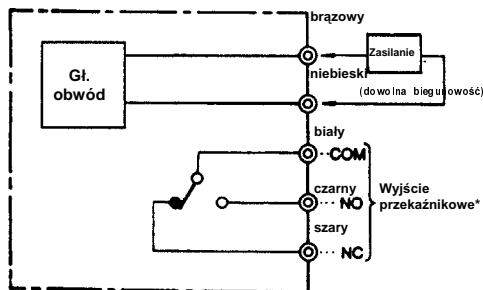 brązowy
Gł.
obwód
niebieski
Zasilanie
(dowolna biegunowość)
biały
COM
czarny
NO
Wyjście
przekaźnikowe*
szary
NC